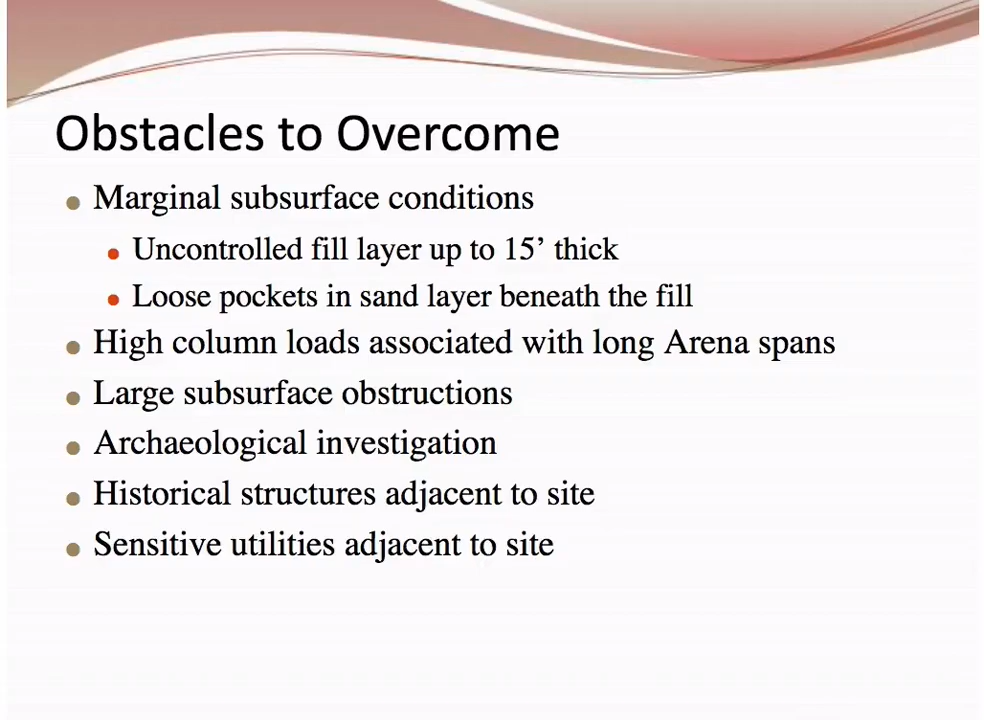 Obstacles to Overcome
Marginal subsurface conditions
Uncontrolled fill layer up to 15’ thick
Loose pockets in sand layer beneath the fill
High column loads associated with long Arena spans
Large subsurface obstructions
Archaeological investigation
Historical structures adjacent to site
Sensitive utilities adjacent to site